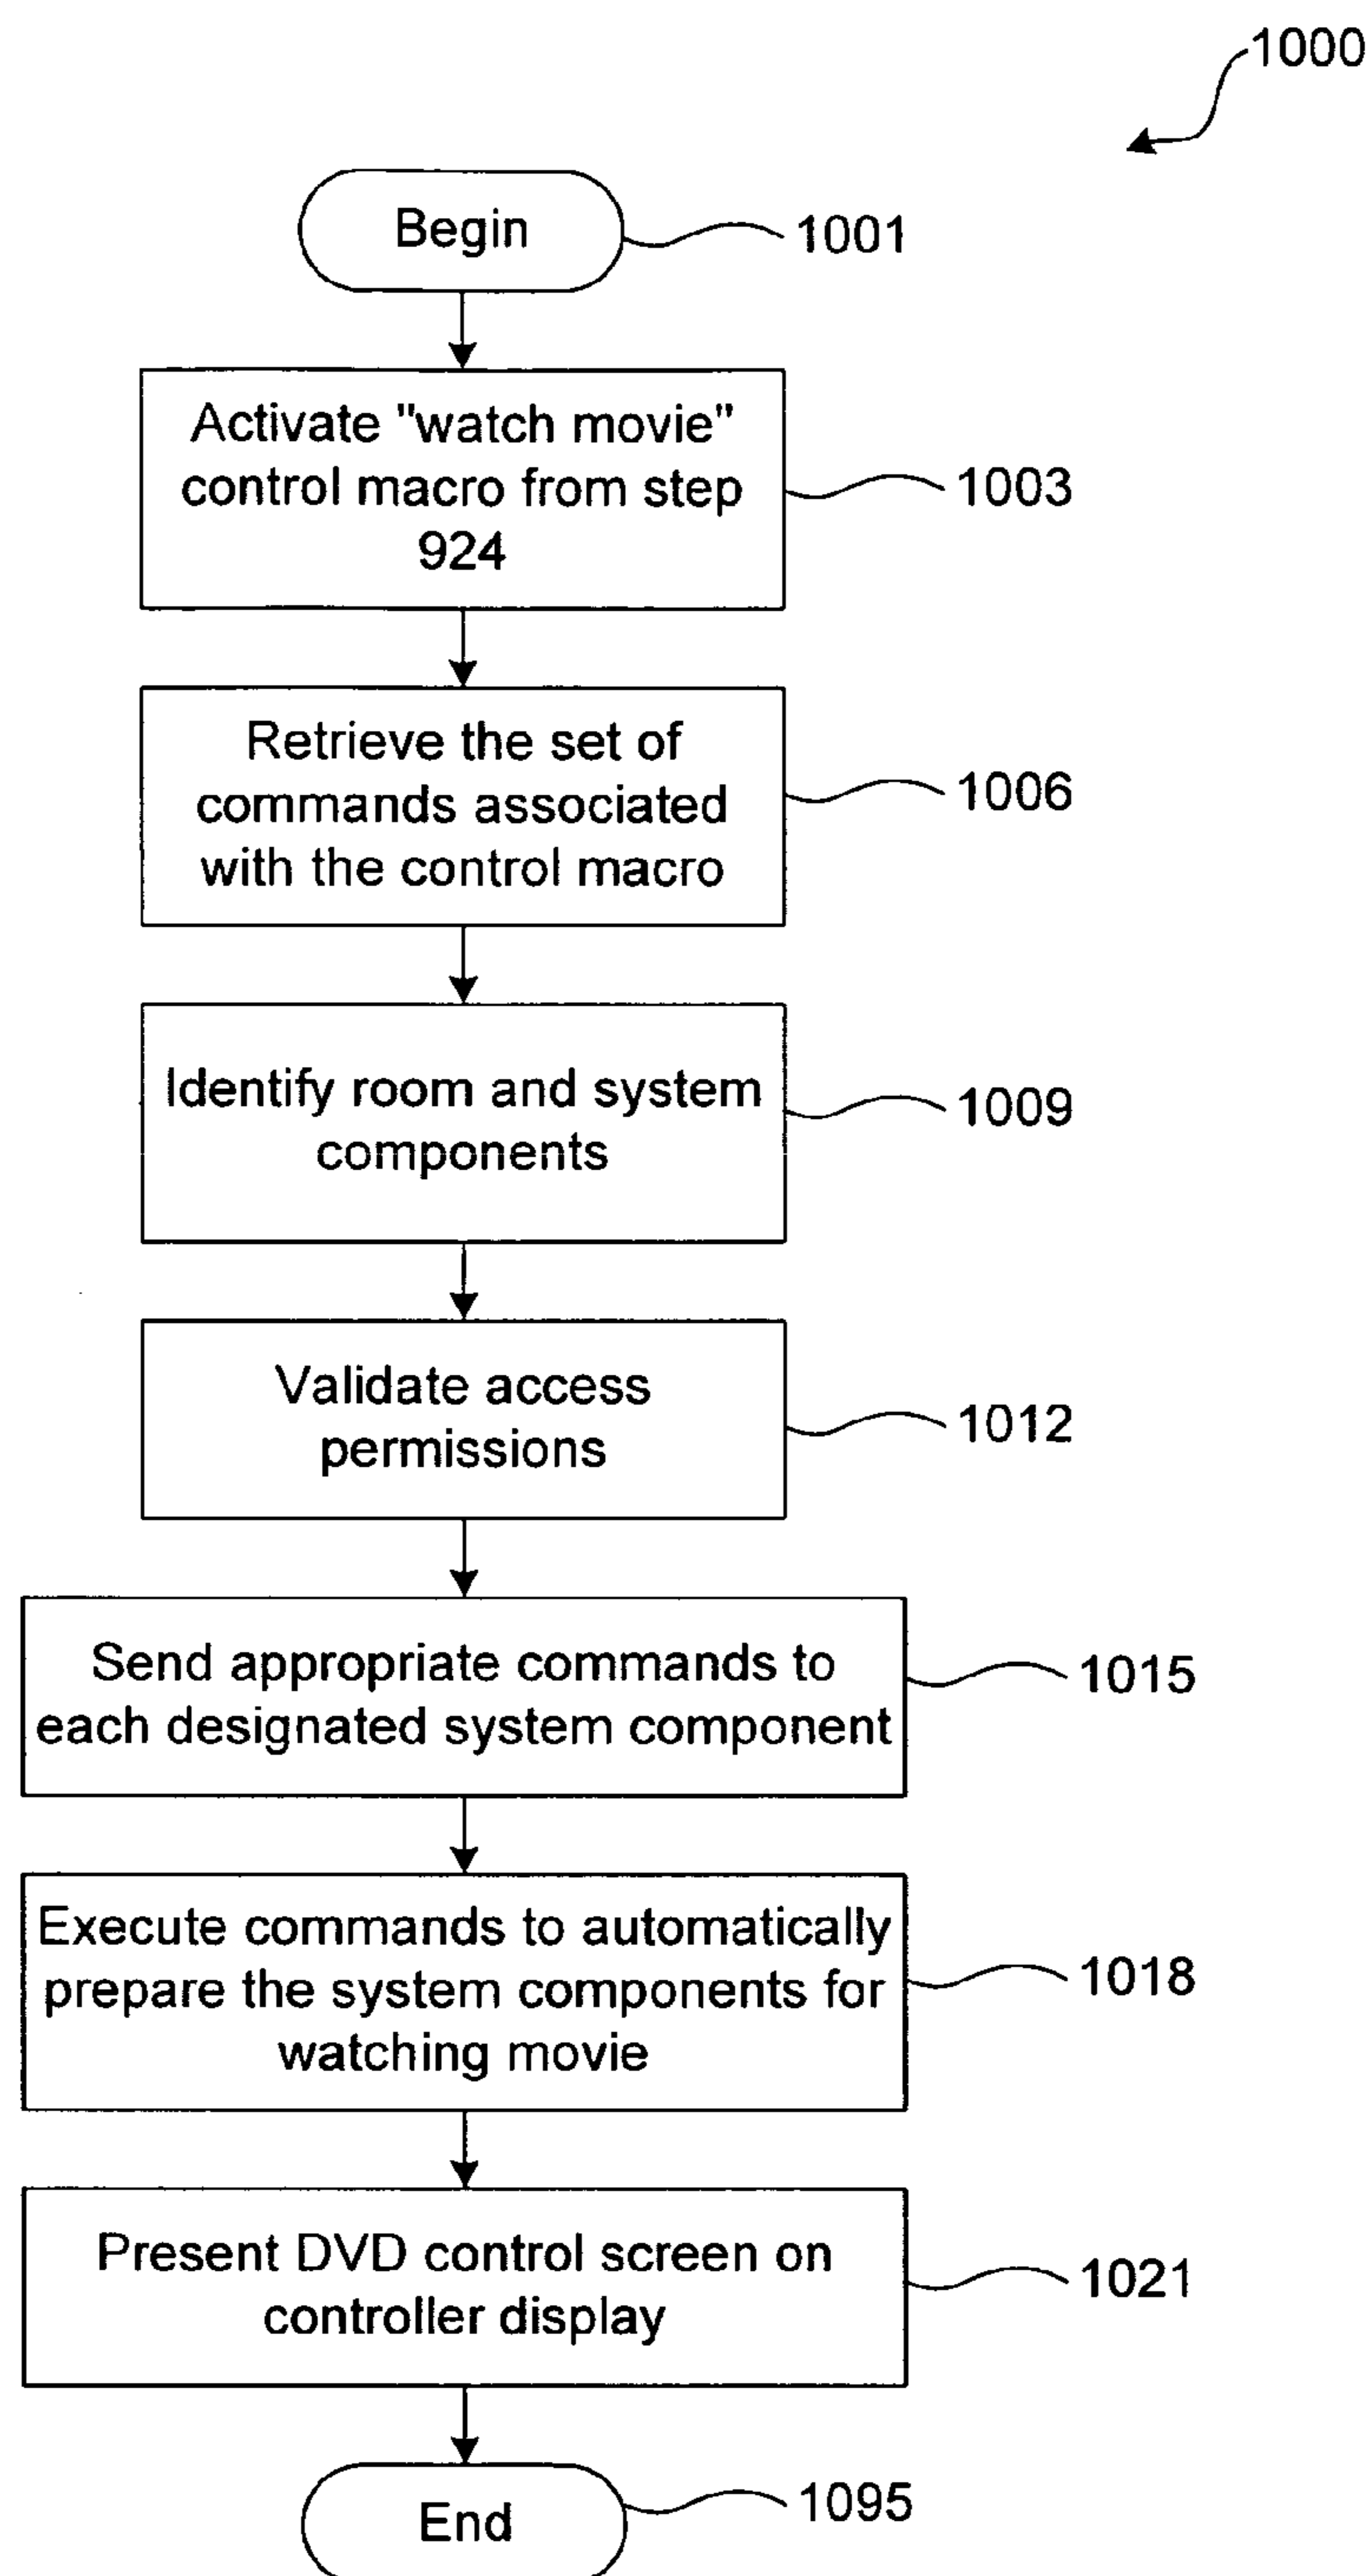 1000
Begin
1001
Activate "watch movie"
control macro from step
924
1003
Retrieve the set of
commands associated
with the control macro
1006
Identify room and system
components
1009
Validate access
permissions
1012
Send appropriate commands to
each designated system component
1015
Execute commands to automatically
prepare the system components for
watching movie
1018
Present DVD control screen on
controller display
1021
End
1095